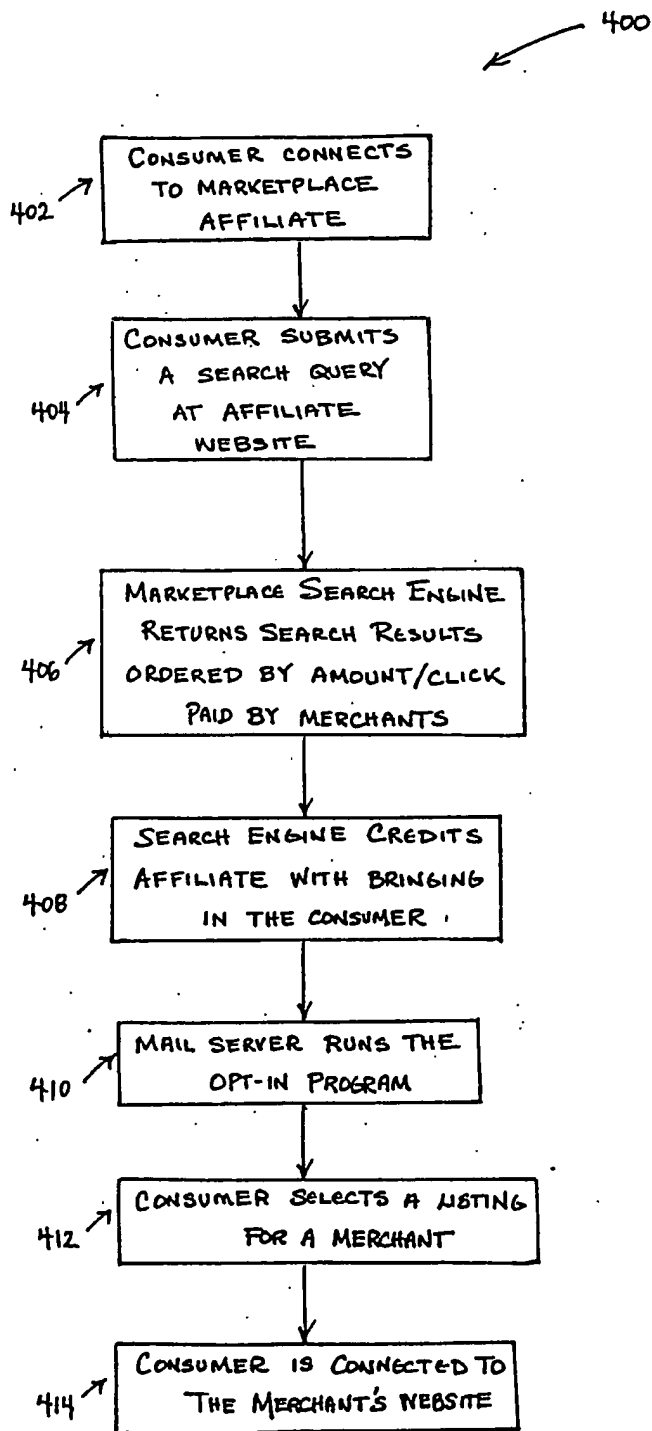 400
CONSUMER CONNECTS
TO MARKETPLACE
AFFILIATE
402
CONSUMER SUBMITS
A SEARCH QUERY
AT AFFILIATE
WEBSITE
404
MARKETPLACE SEARCH ENGINE
RETURNS SEARCH RESULTS
ORDERED BY AMOUNT/CLICK
PAID BY MERCHANTS
406
SEARCH ENGINE CREDITS
AFFILIATE WITH BRINGING
IN THE CONSUMER
408
MAIL SERVER RUNS THE
OPT-IN PROGRAM
410
CONSUMER SELECTS A LISTING
FOR A MERCHANT
412
CONSUMER IS CONNECTED TO
THE MERCHANT'S WEBSITE
414